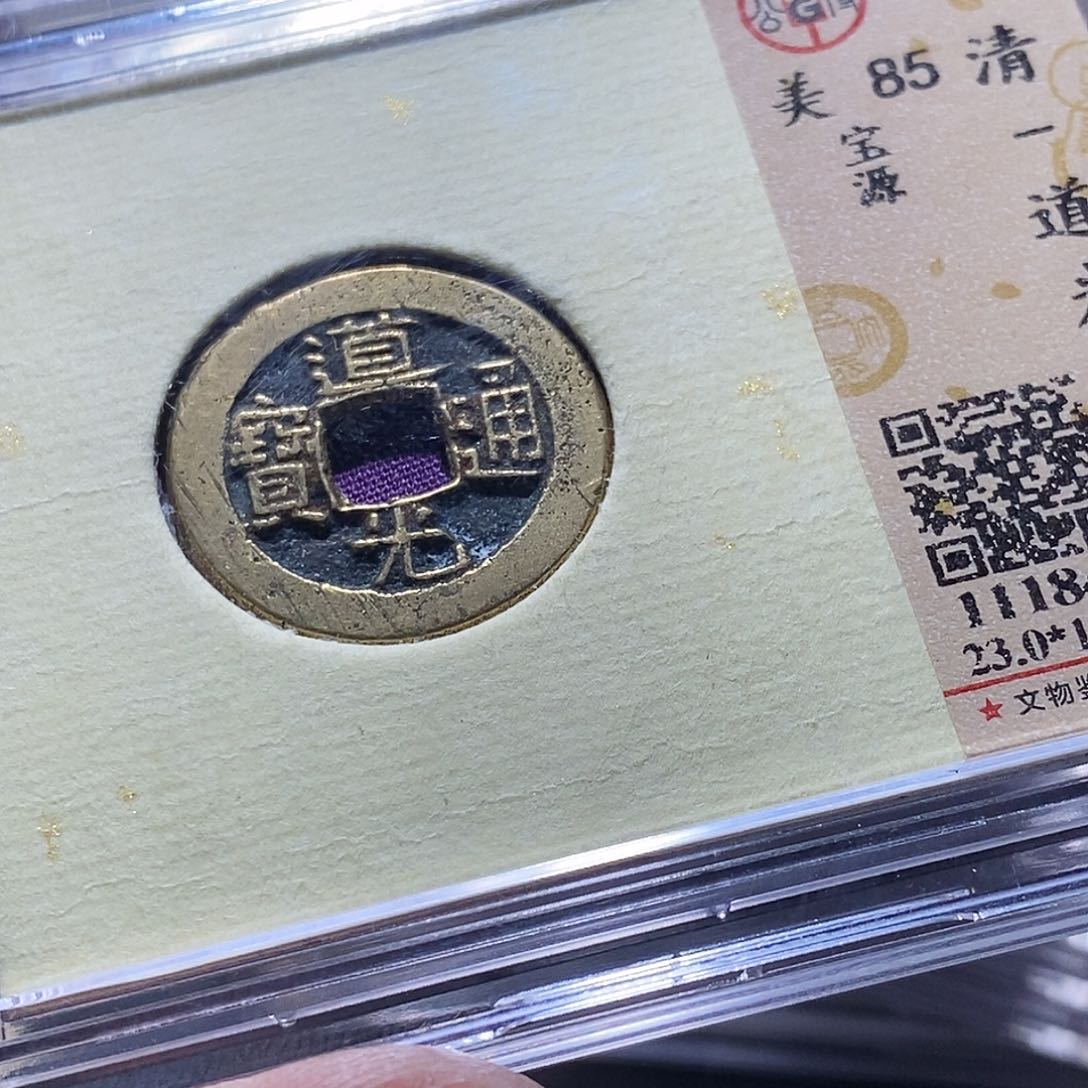 道光通寶
美 85 清
宝源
一
道
1118
23.0*1
文物